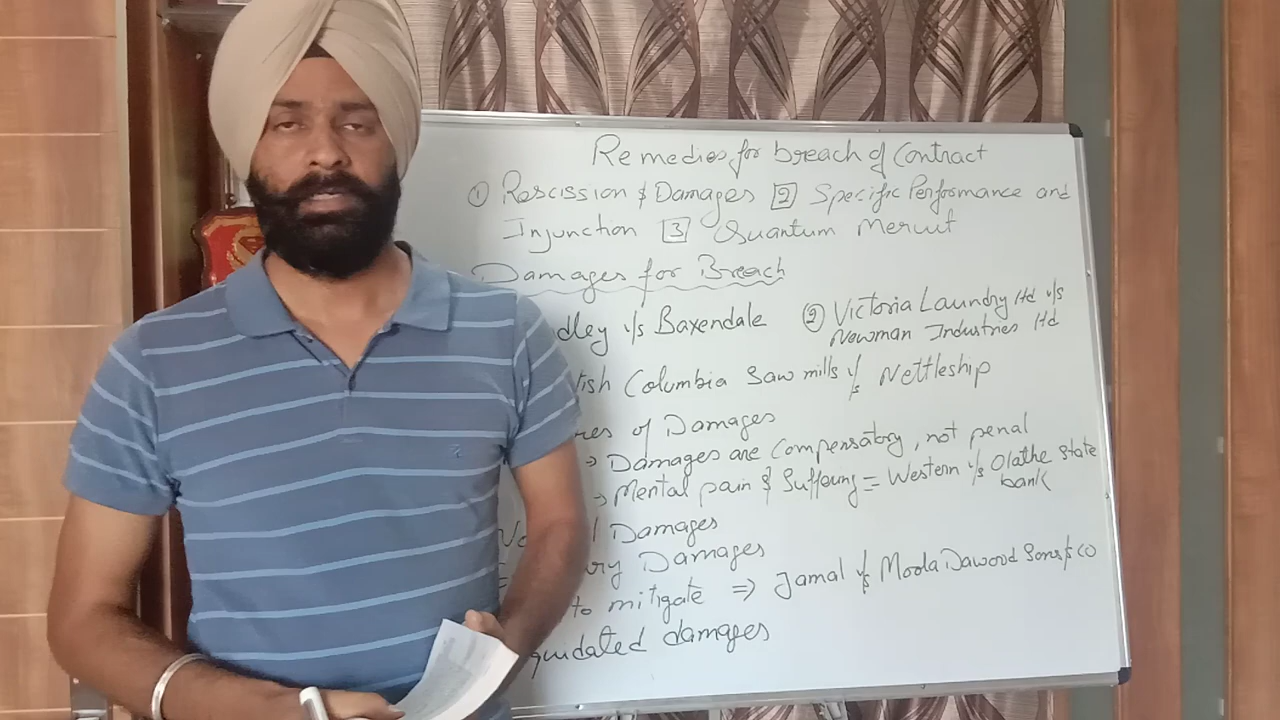 Remedies for breach of Contract
① Rescission & Damages [2] Specific Performance and
Injunction [3] Quantum Meruit
Damages for Breach
dley v/s Baxendale ② Victoria Laundry ltd v/s
Newman Industries ltd
tish Columbia Saw mills v/s Nettleship
res of Damages
→ Damages are Compensatory, not penal
→ Mental pain & Suffering = Western v/s Olathe State
bank
Damages
ry Damages
to mitigate ⇒ Jamal v/s Moola Dawood Sons & co
quidated damages